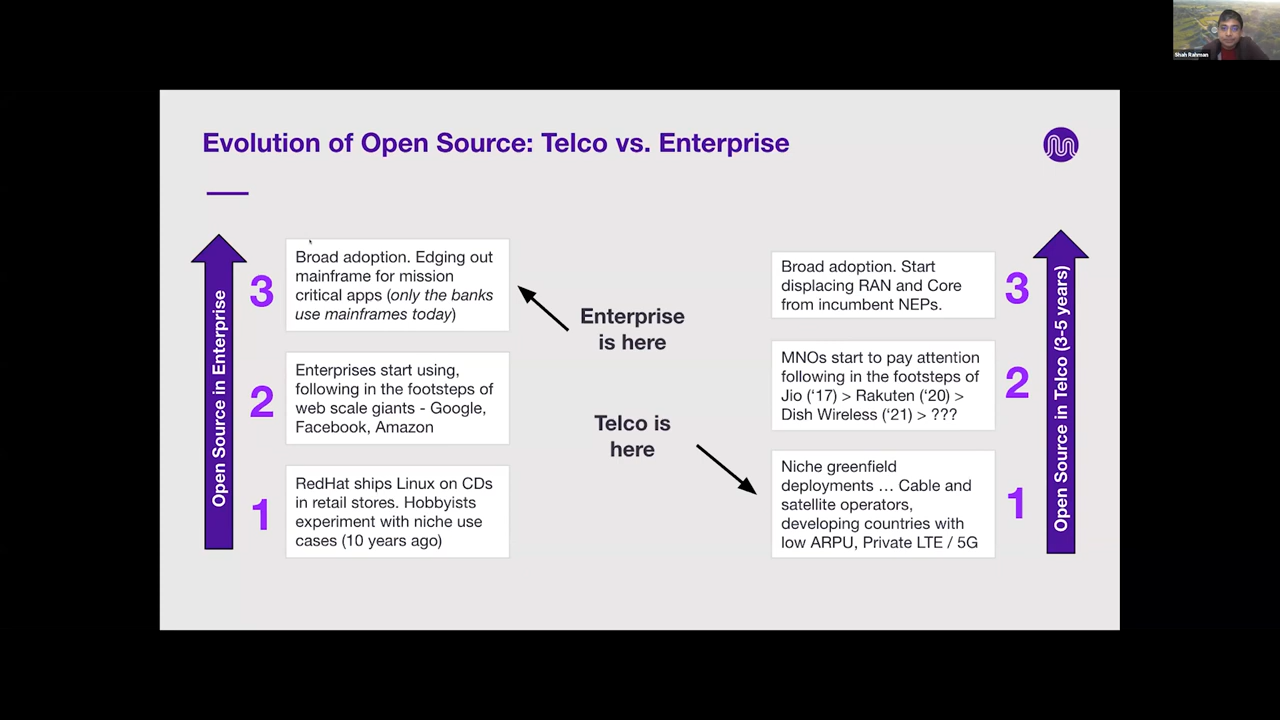 Shah Rahman
Evolution of Open Source: Telco vs. Enterprise
Open Source in Enterprise
3
Broad adoption. Edging out
mainframe for mission
critical apps (only the banks
use mainframes today)
2
Enterprises start using,
following in the footsteps of
web scale giants - Google,
Facebook, Amazon
1
RedHat ships Linux on CDs
in retail stores. Hobbyists
experiment with niche use
cases (10 years ago)
Enterprise
is here
Telco is
here
Broad adoption. Start
displacing RAN and Core
from incumbent NEPs.
3
MNOs start to pay attention
following in the footsteps of
Jio (‘17) > Rakuten (‘20) >
Dish Wireless (‘21) > ???
2
Niche greenfield
deployments … Cable and
satellite operators,
developing countries with
low ARPU, Private LTE / 5G
1
Open Source in Telco (3-5 years)